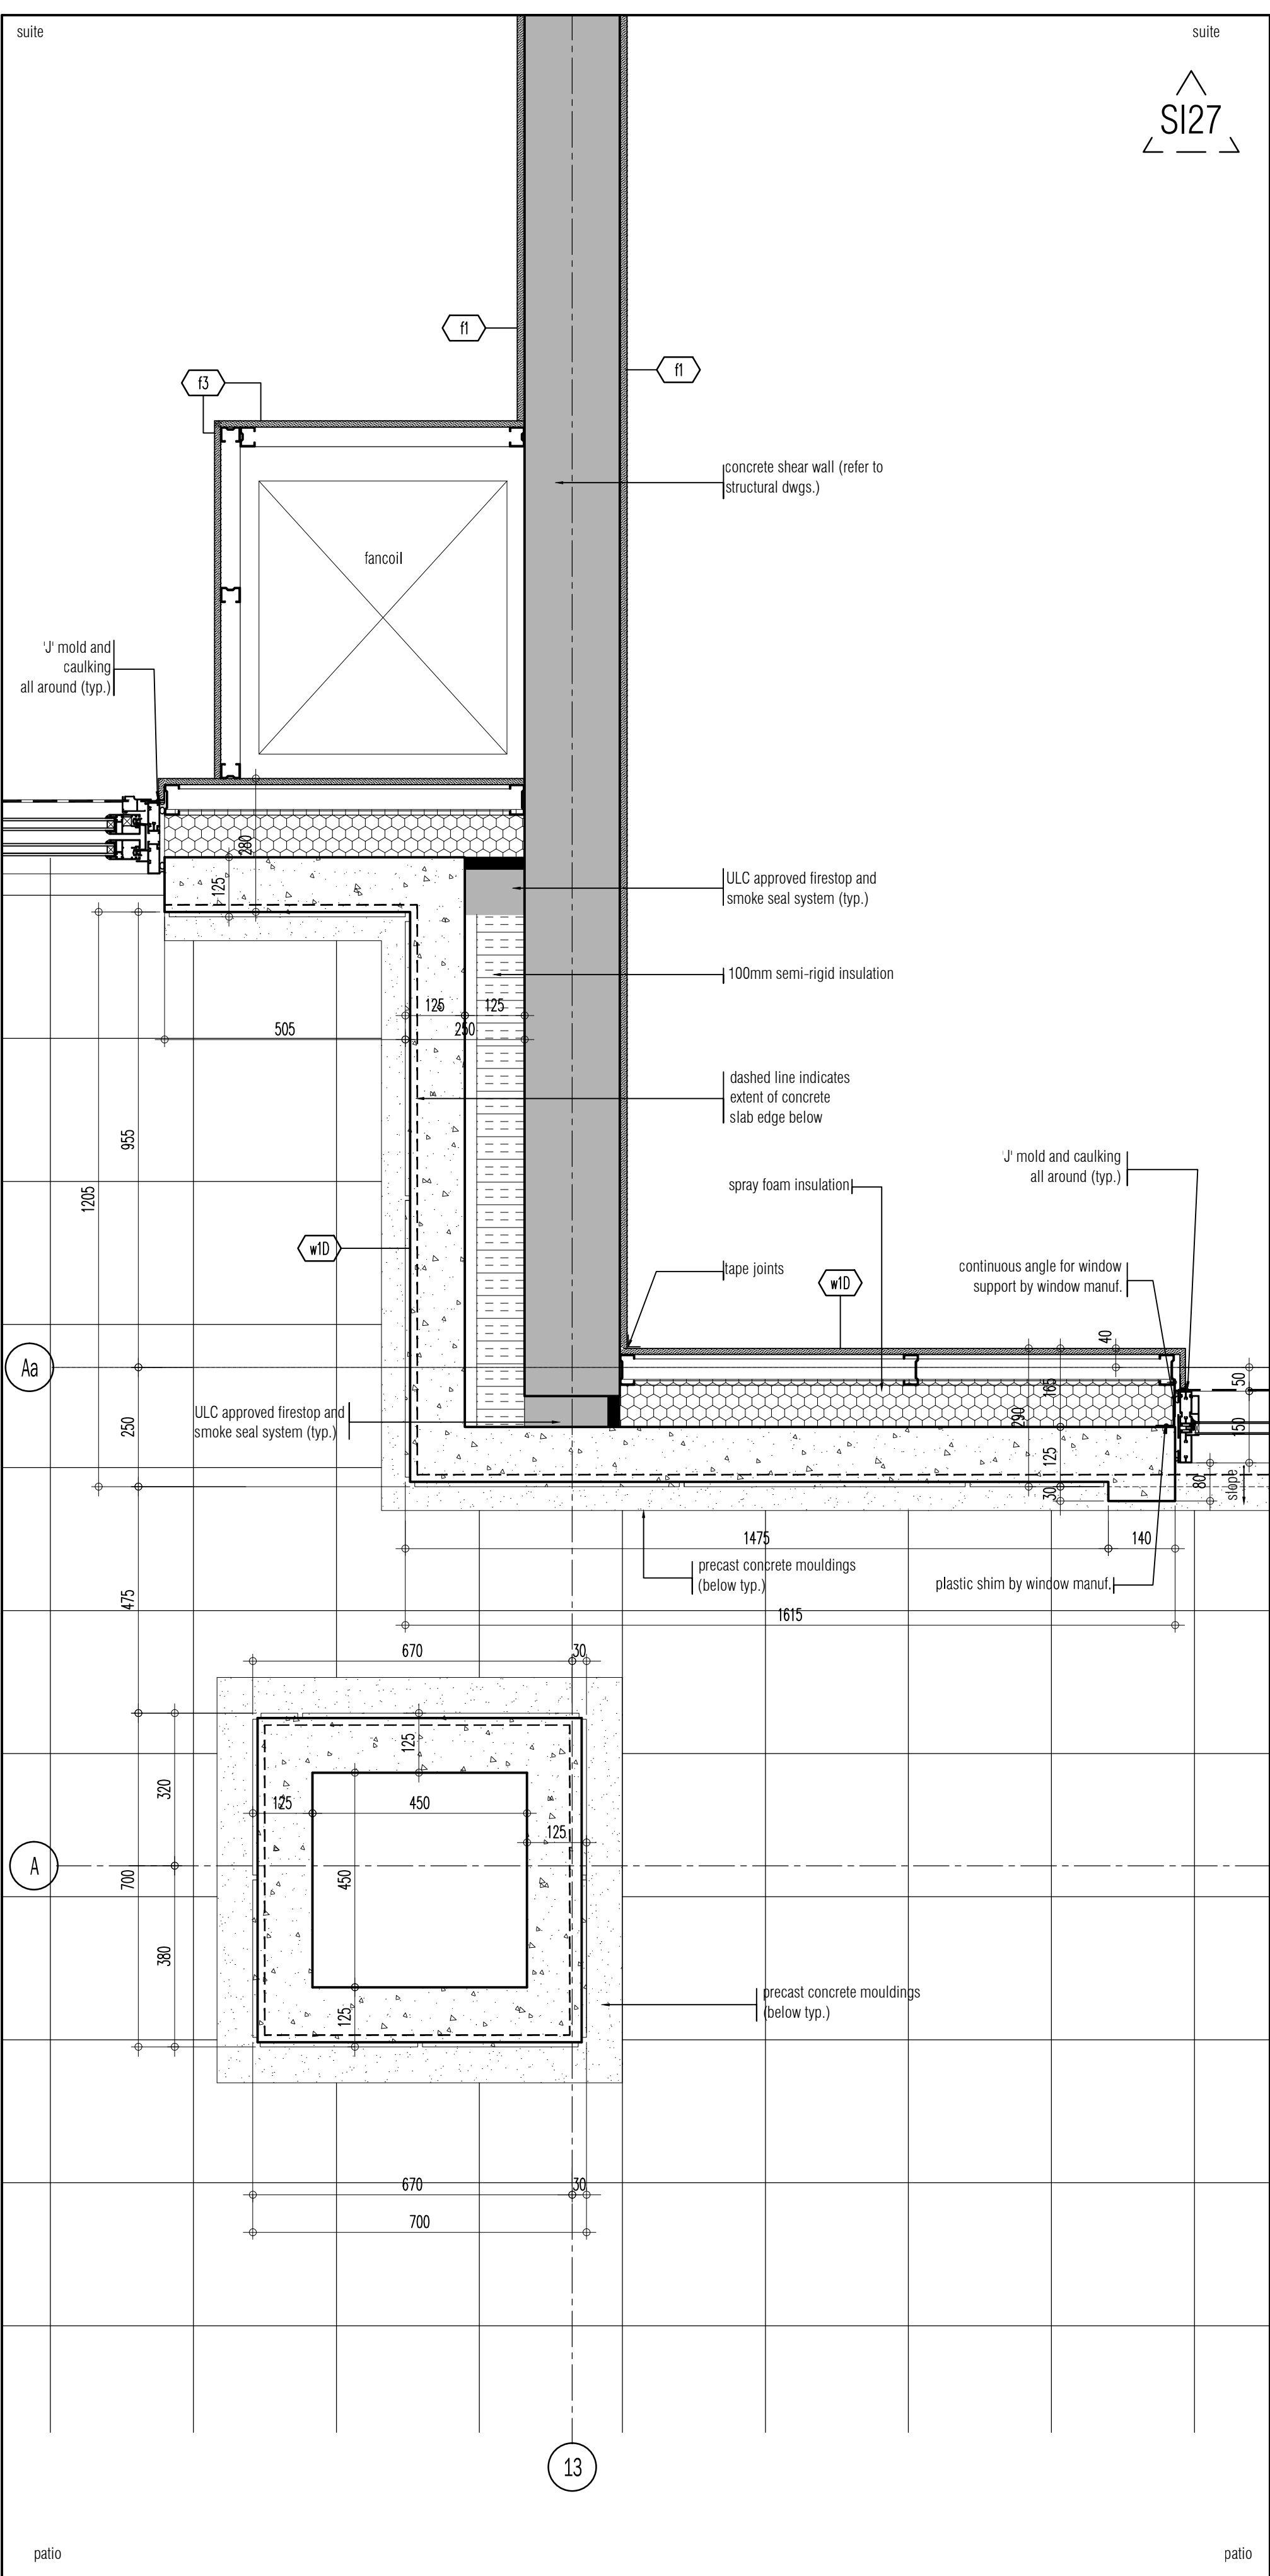 suite
suite
SI27
f1
f1
f3
concrete shear wall (refer to
structural dwgs.)
fancoil
'J' mold and
caulking
all around (typ.)
280
125
ULC approved firestop and
smoke seal system (typ.)
100mm semi-rigid insulation
125
125
505
250
dashed line indicates
extent of concrete
slab edge below
955
'J' mold and caulking
all around (typ.)
1205
spray foam insulation
w1D
tape joints
w1D
continuous angle for window
support by window manuf.
40
Aa
50
165
290
250
ULC approved firestop and
smoke seal system (typ.)
150
125
30
80
slope
1475
140
precast concrete mouldings
(below typ.)
plastic shim by window manuf.
475
1615
670
30
125
320
125
450
125
A
700
450
380
125
precast concrete mouldings
(below typ.)
670
30
700
13
patio
patio